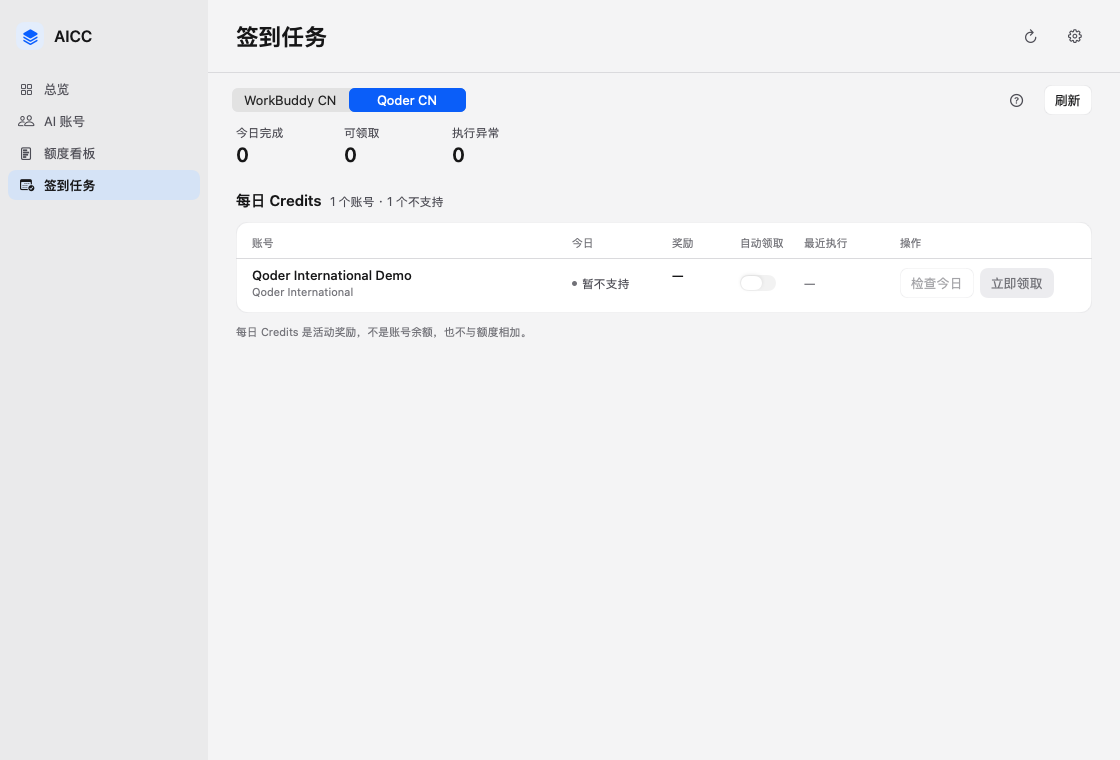 AICC
总览
AI 账号
额度看板
签到任务
签到任务
WorkBuddy CN
Qoder CN
刷新
今日完成
可领取
执行异常
0
0
0
每日 Credits 1 个账号 · 1 个不支持
账号
今日
奖励
自动领取
最近执行
操作
Qoder International Demo
Qoder International
暂不支持
—
—
检查今日
立即领取
每日 Credits 是活动奖励，不是账号余额，也不与额度相加。